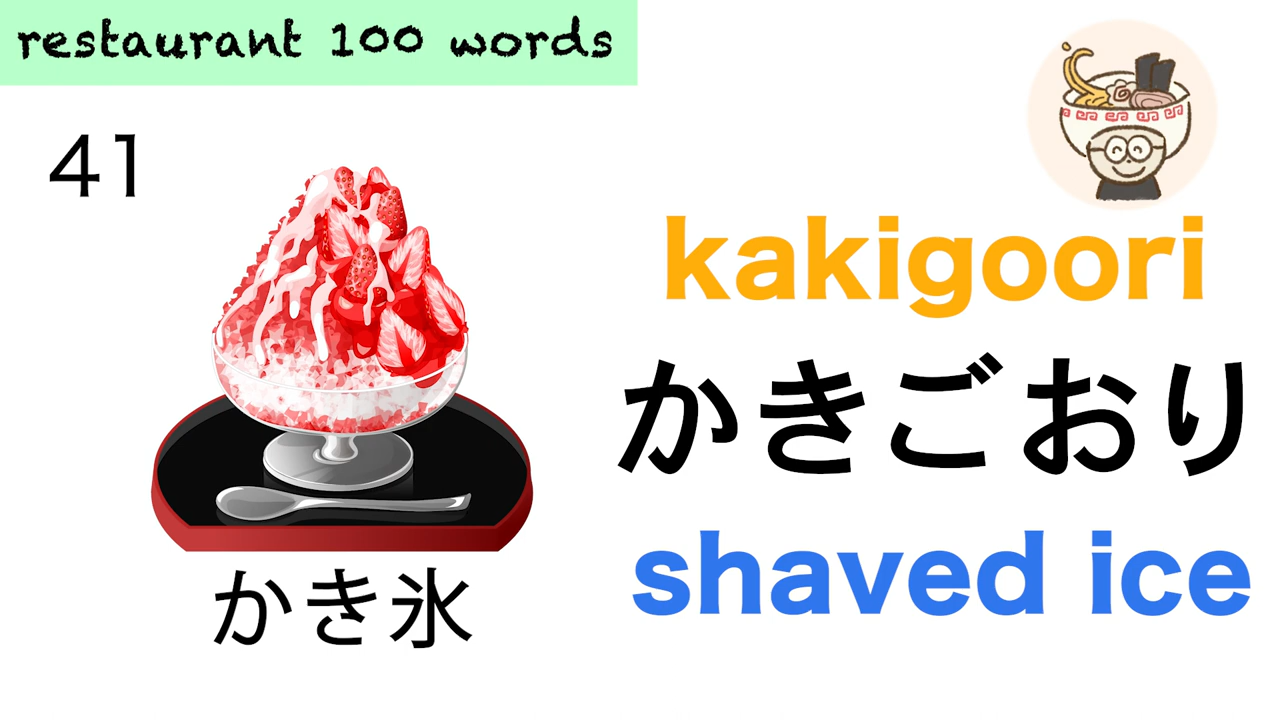 restaurant 100 words
41
kakigoori
かきごおり
shaved ice
かき氷